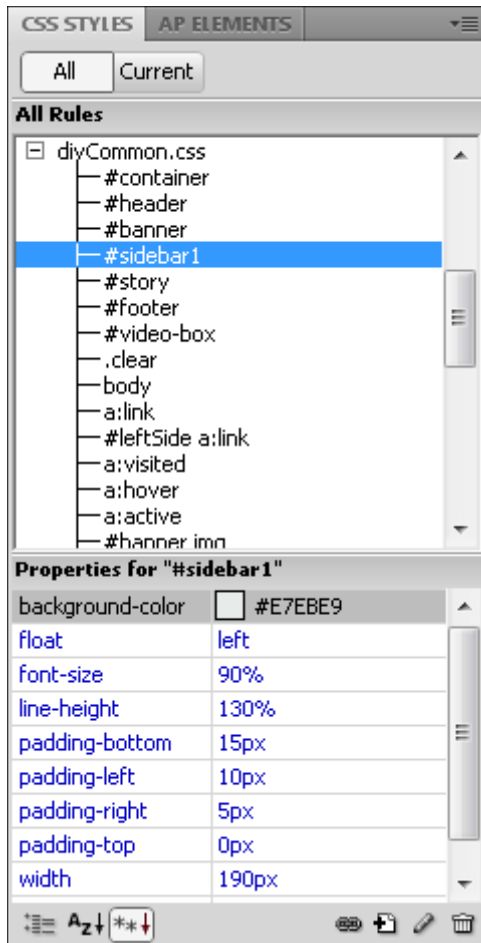 CSS STYLES AP ELEMENTS
All Current
All Rules
divCommon.css
#container
#header
#banner
#sidebar1
#story
#footer
#video-box
.clear
body
a:link
#leftSide a:link
a:visited
a:hover
a:active
#banner img
Properties for "#sidebar1"
background-color #E7EBE9
float left
font-size 90%
line-height 130%
padding-bottom 15px
padding-left 10px
padding-right 5px
padding-top 0px
width 190px
Az **